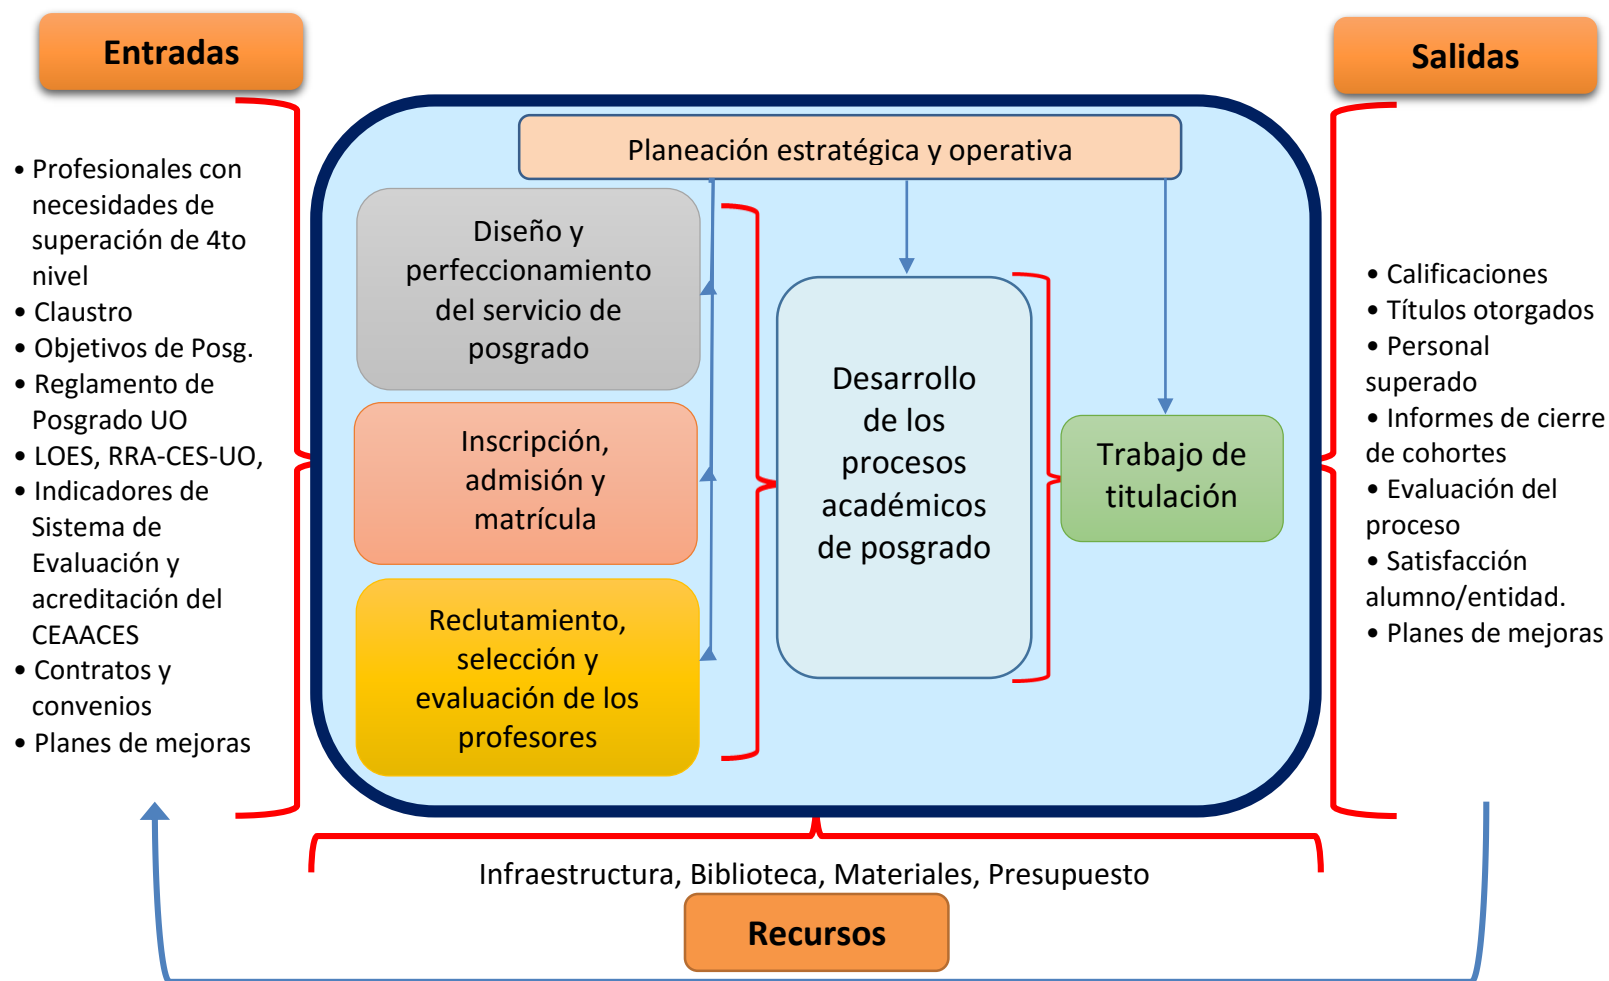 Entradas
• Profesionales con
necesidades de
superación de 4to
nivel
• Claustro
• Objetivos de Posg.
• Reglamento de
Posgrado UO
• LOES, RRA-CES-UO,
• Indicadores de
Sistema de
Evaluación y
acreditación del
CEAACES
• Contratos y
convenios
• Planes de mejoras
Planeación estratégica y operativa
Diseño y
perfeccionamiento
del servicio de
posgrado
Inscripción,
admisión y
matrícula
Reclutamiento,
selección y
evaluación de los
profesores
Desarrollo
de los
procesos
académicos
de posgrado
Trabajo de
titulación
Salidas
• Calificaciones
• Títulos otorgados
• Personal
superado
• Informes de cierre
de cohortes
• Evaluación del
proceso
• Satisfacción
alumno/entidad.
• Planes de mejoras
Infraestructura, Biblioteca, Materiales, Presupuesto
Recursos